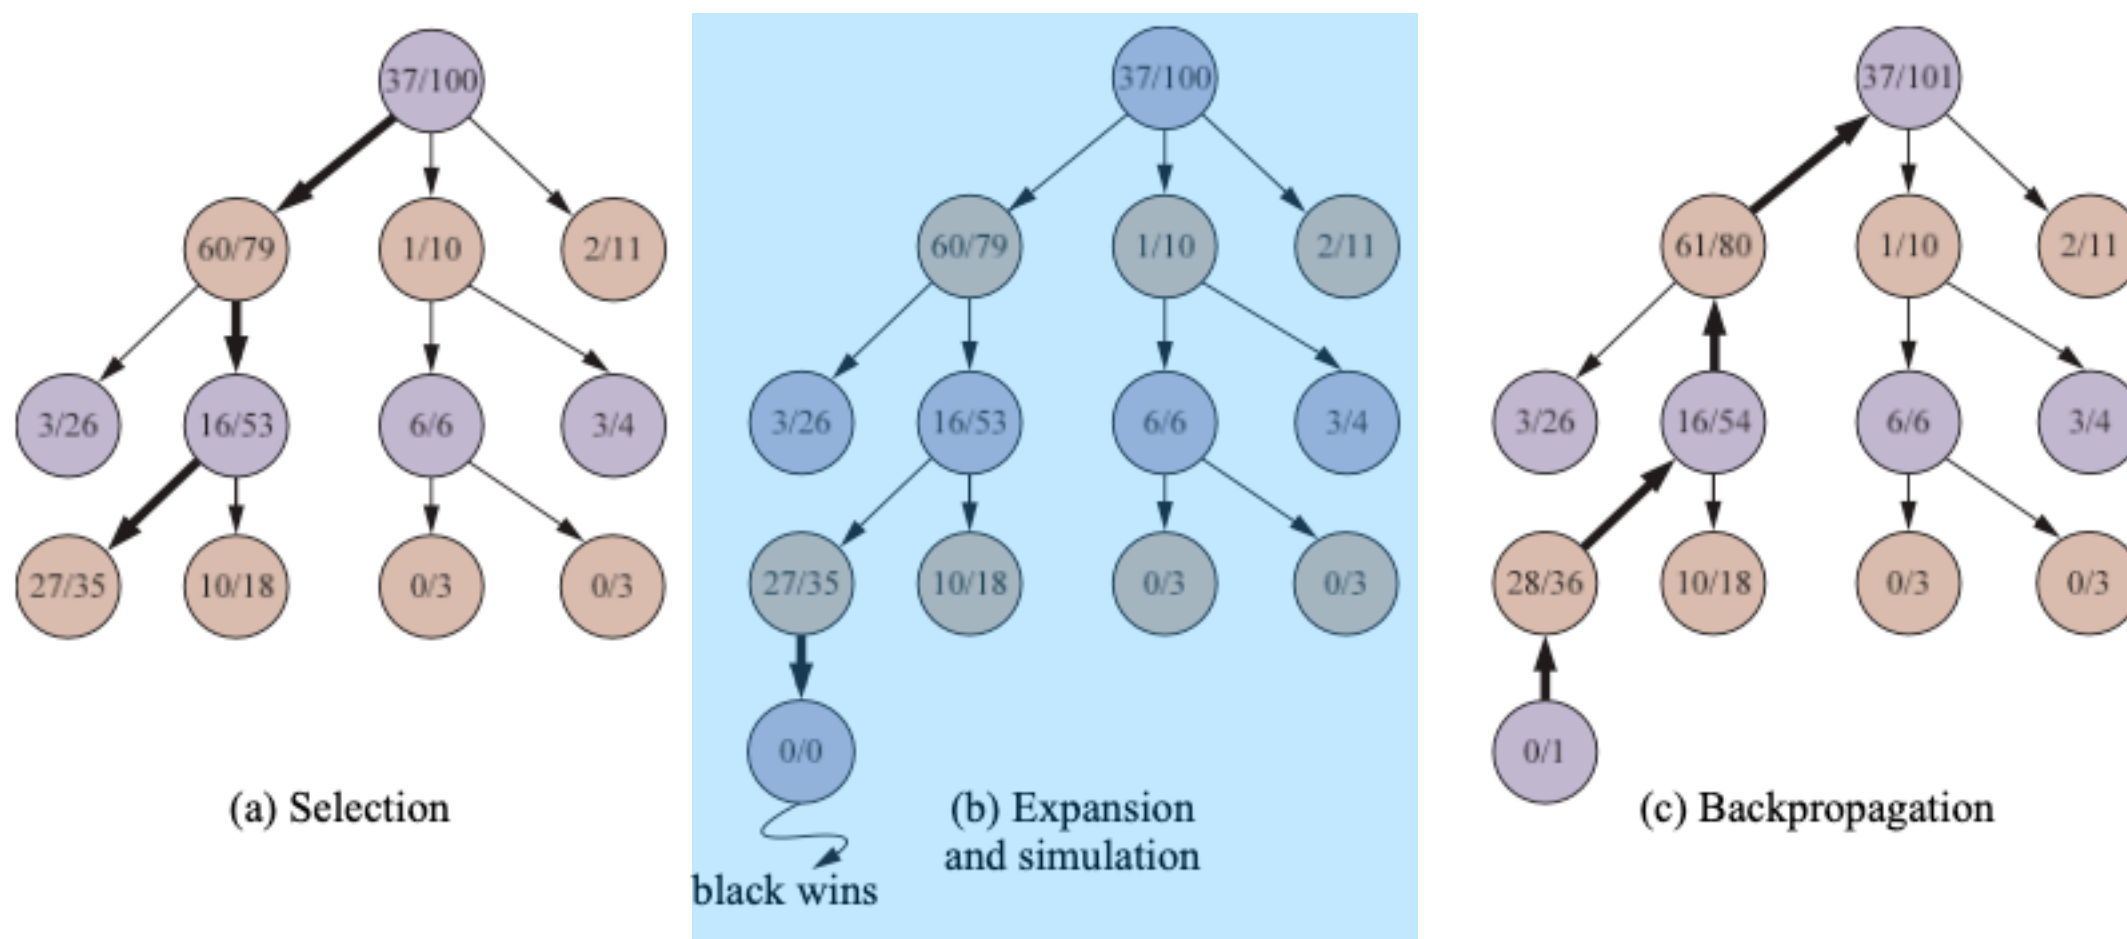 37/100
60/79 1/10 2/11
3/26 16/53 6/6 3/4
27/35 10/18 0/3 0/3
(a) Selection
37/100
60/79 1/10 2/11
3/26 16/53 6/6 3/4
27/35 10/18 0/3 0/3
0/0
black wins
(b) Expansion
and simulation
37/101
61/80 1/10 2/11
3/26 16/54 6/6 3/4
28/36 10/18 0/3 0/3
0/1
(c) Backpropagation